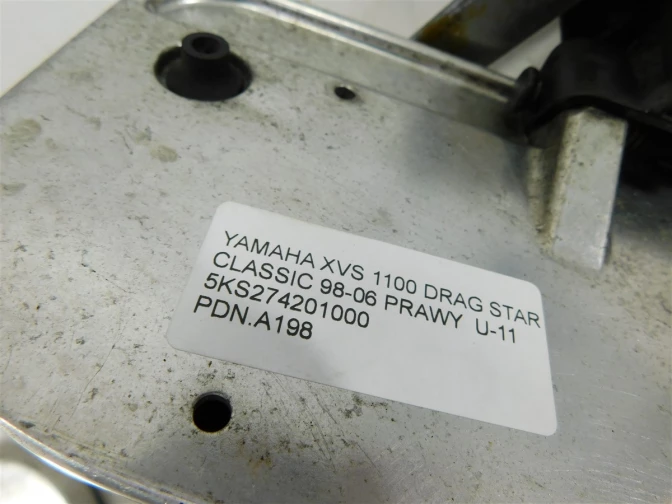 YAMAHA XVS 1100 DRAG STAR
CLASSIC 98-06 PRAWY U-11
5KS274201000
PDN.A198